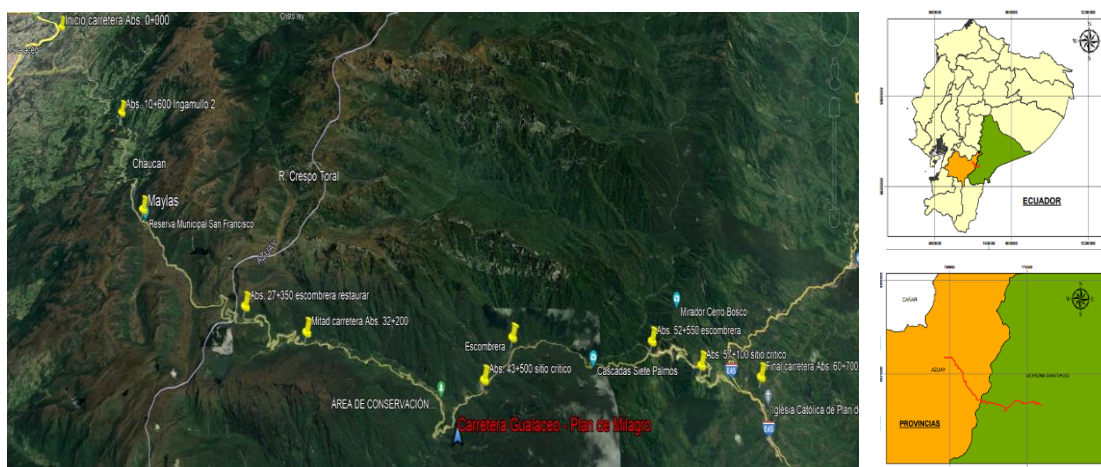 Cristo rey
Inicio carretera Abs. 0+000
Abs. 10+600 Ingamullo 2
Chaucan
R. Crespo Toral
Maylas
Reserva Municipal San Francisco
AZUAY
Abs. 27+350 escombrera restaurar
Mitad carretera Abs. 32+200
Mirador Cerro Bosco
Escombrera
Abs. 52+550 escombrera
Cascadas Siete Palmos
Abs. 57+100 sitio critico
E45
Abs. 43+500 sitio critico
Final carretera Abs. 60+700
ÁREA DE CONSERVACIÓN...
Iglesia Católica de Plan de
Carretera Gualaceo - Plan de Milagro
E45
ECUADOR
CAÑAR
AZUAY
MORONA SANTIAGO
PROVINCIAS